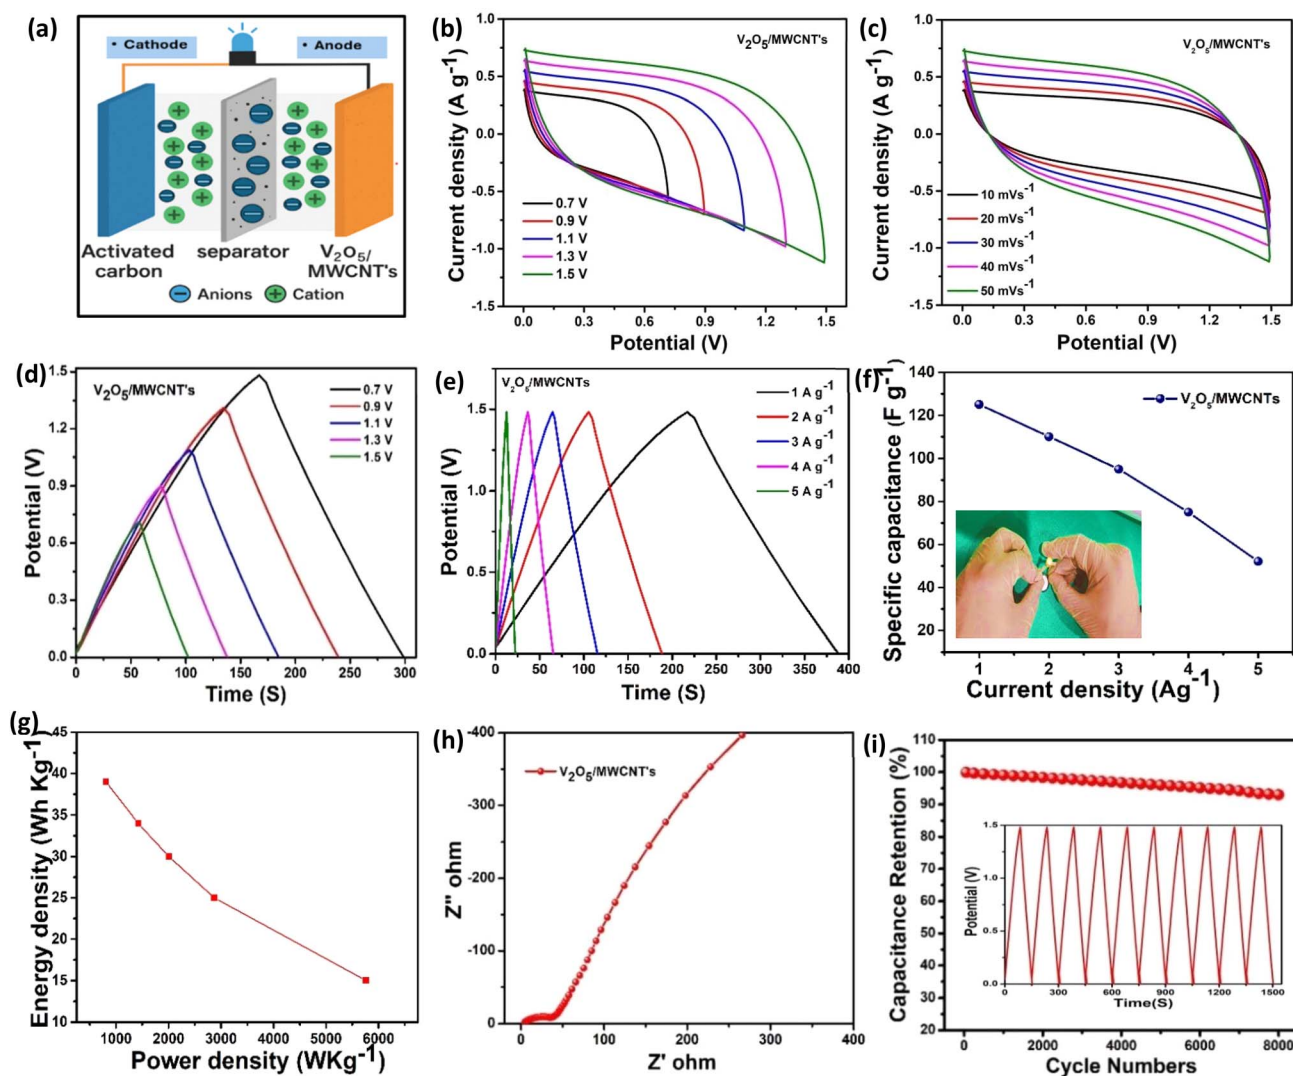 (a)
• Cathode
• Anode
Activated
carbon
separator
V₂O₅/
MWCNT's
Anions
Cation
(b)
V₂O₅/MWCNT's
Current density (A g⁻¹)
1.0
0.5
0.0
-0.5
-1.0
-1.5
0.7 V
0.9 V
1.1 V
1.3 V
1.5 V
0.0 0.3 0.6 0.9 1.2 1.5
Potential (V)
(c)
V₂O₅/MWCNT's
Current density (A g⁻¹)
1.0
0.5
0.0
-0.5
-1.0
-1.5
10 mVs⁻¹
20 mVs⁻¹
30 mVs⁻¹
40 mVs⁻¹
50 mVs⁻¹
0.0 0.3 0.6 0.9 1.2 1.5
Potential (V)
(d)
V₂O₅/MWCNT's
Potential (V)
1.5
1.2
0.9
0.6
0.3
0.0
0.7 V
0.9 V
1.1 V
1.3 V
1.5 V
0 50 100 150 200 250 300
Time (S)
(e)
V₂O₅/MWCNTs
Potential (V)
1.5
1.0
0.5
0.0
1 A g⁻¹
2 A g⁻¹
3 A g⁻¹
4 A g⁻¹
5 A g⁻¹
0 50 100 150 200 250 300 350 400
Time (S)
(f)
V₂O₅/MWCNTs
Specific capacitance (F g⁻¹)
140
120
100
80
60
40
20
1 2 3 4 5
Current density (Ag⁻¹)
(g)
Energy density (Wh Kg⁻¹)
45
40
35
30
25
20
15
10
1000 2000 3000 4000 5000 6000
Power density (WKg⁻¹)
(h)
V₂O₅/MWCNT's
Z" ohm
-400
-300
-200
-100
0
0 100 200 300 400
Z' ohm
(i)
Capacitance Retention (%)
110
100
90
80
70
60
50
40
30
20
Potential (V)
1.5
1.0
0.5
0.0
0 300 600 900 1200 1500
Time(S)
0 2000 4000 6000 8000
Cycle Numbers